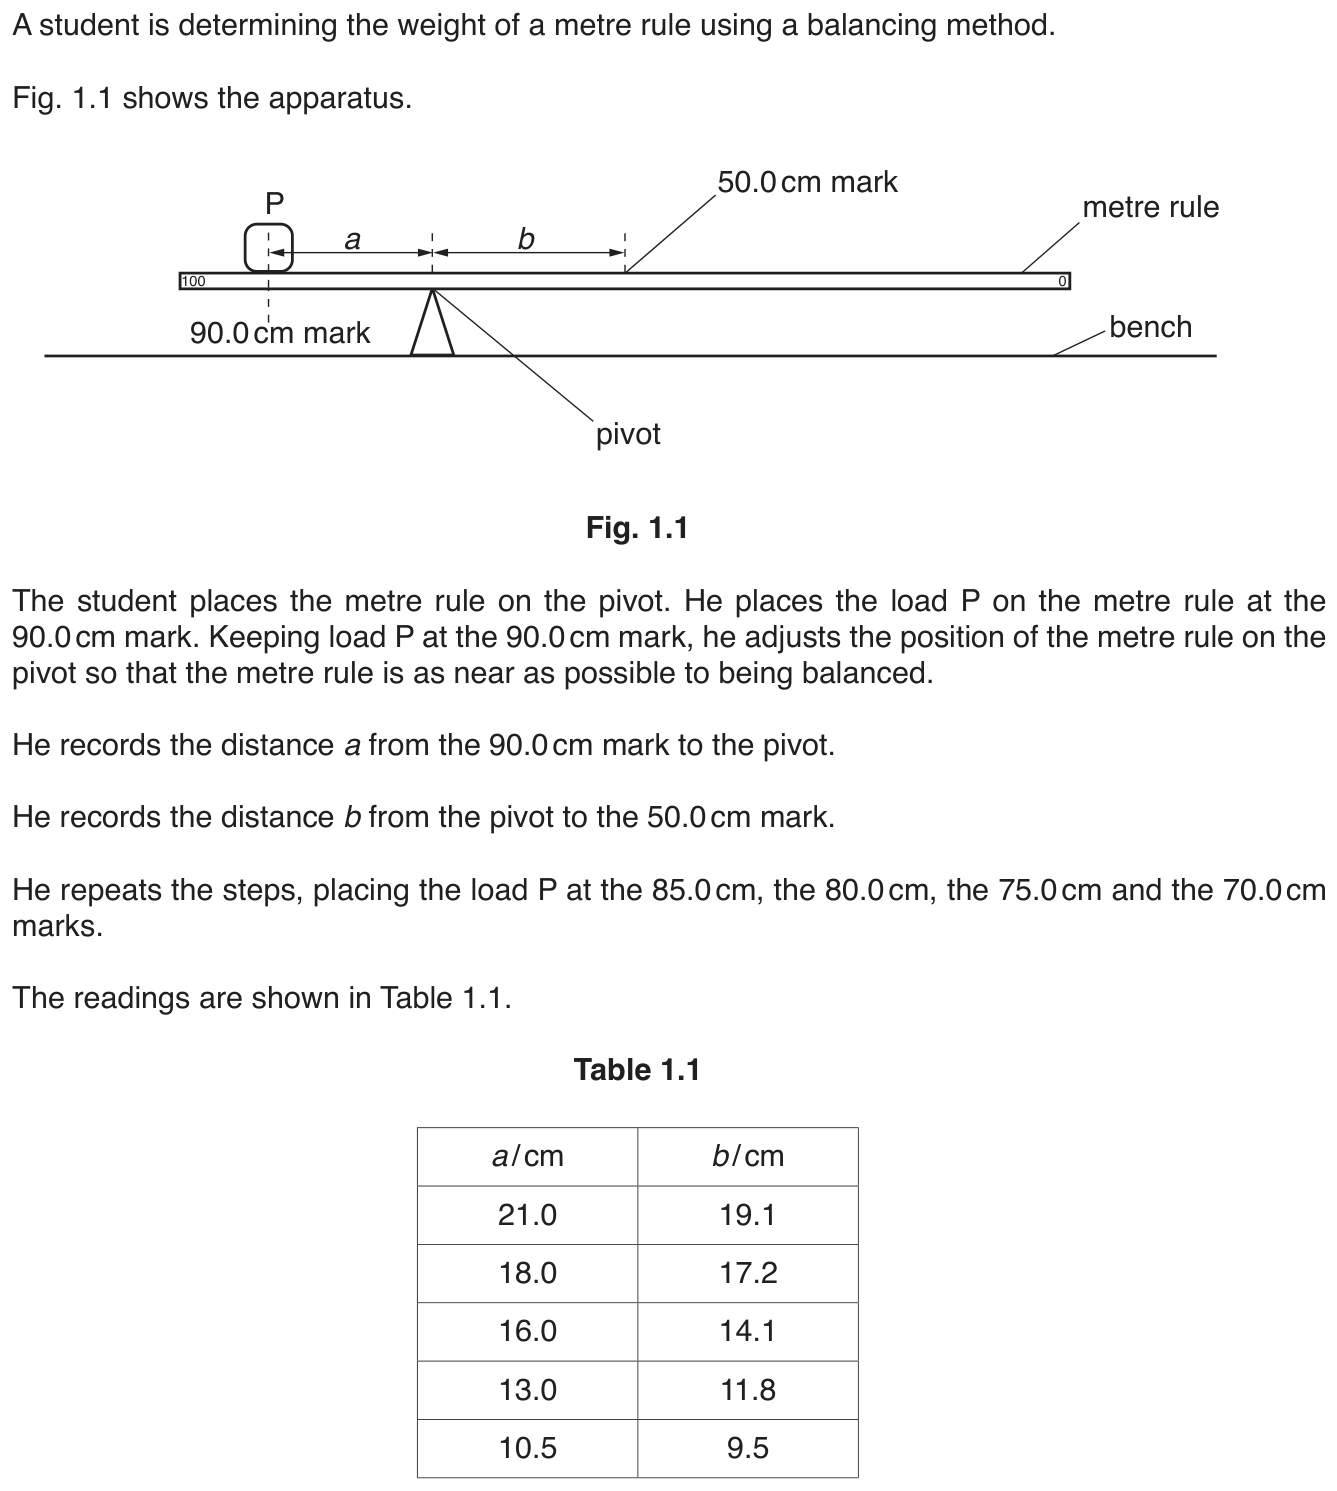 A student is determining the weight of a metre rule using a balancing method.
Fig. 1.1 shows the apparatus.
50.0 cm mark
P
metre rule
a
b
100
0
90.0 cm mark
bench
pivot
Fig. 1.1
The student places the metre rule on the pivot. He places the load P on the metre rule at the
90.0 cm mark. Keeping load P at the 90.0 cm mark, he adjusts the position of the metre rule on the
pivot so that the metre rule is as near as possible to being balanced.
He records the distance a from the 90.0 cm mark to the pivot.
He records the distance b from the pivot to the 50.0 cm mark.
He repeats the steps, placing the load P at the 85.0 cm, the 80.0 cm, the 75.0 cm and the 70.0 cm
marks.
The readings are shown in Table 1.1.
Table 1.1
a / cm b / cm
21.0 19.1
18.0 17.2
16.0 14.1
13.0 11.8
10.5 9.5